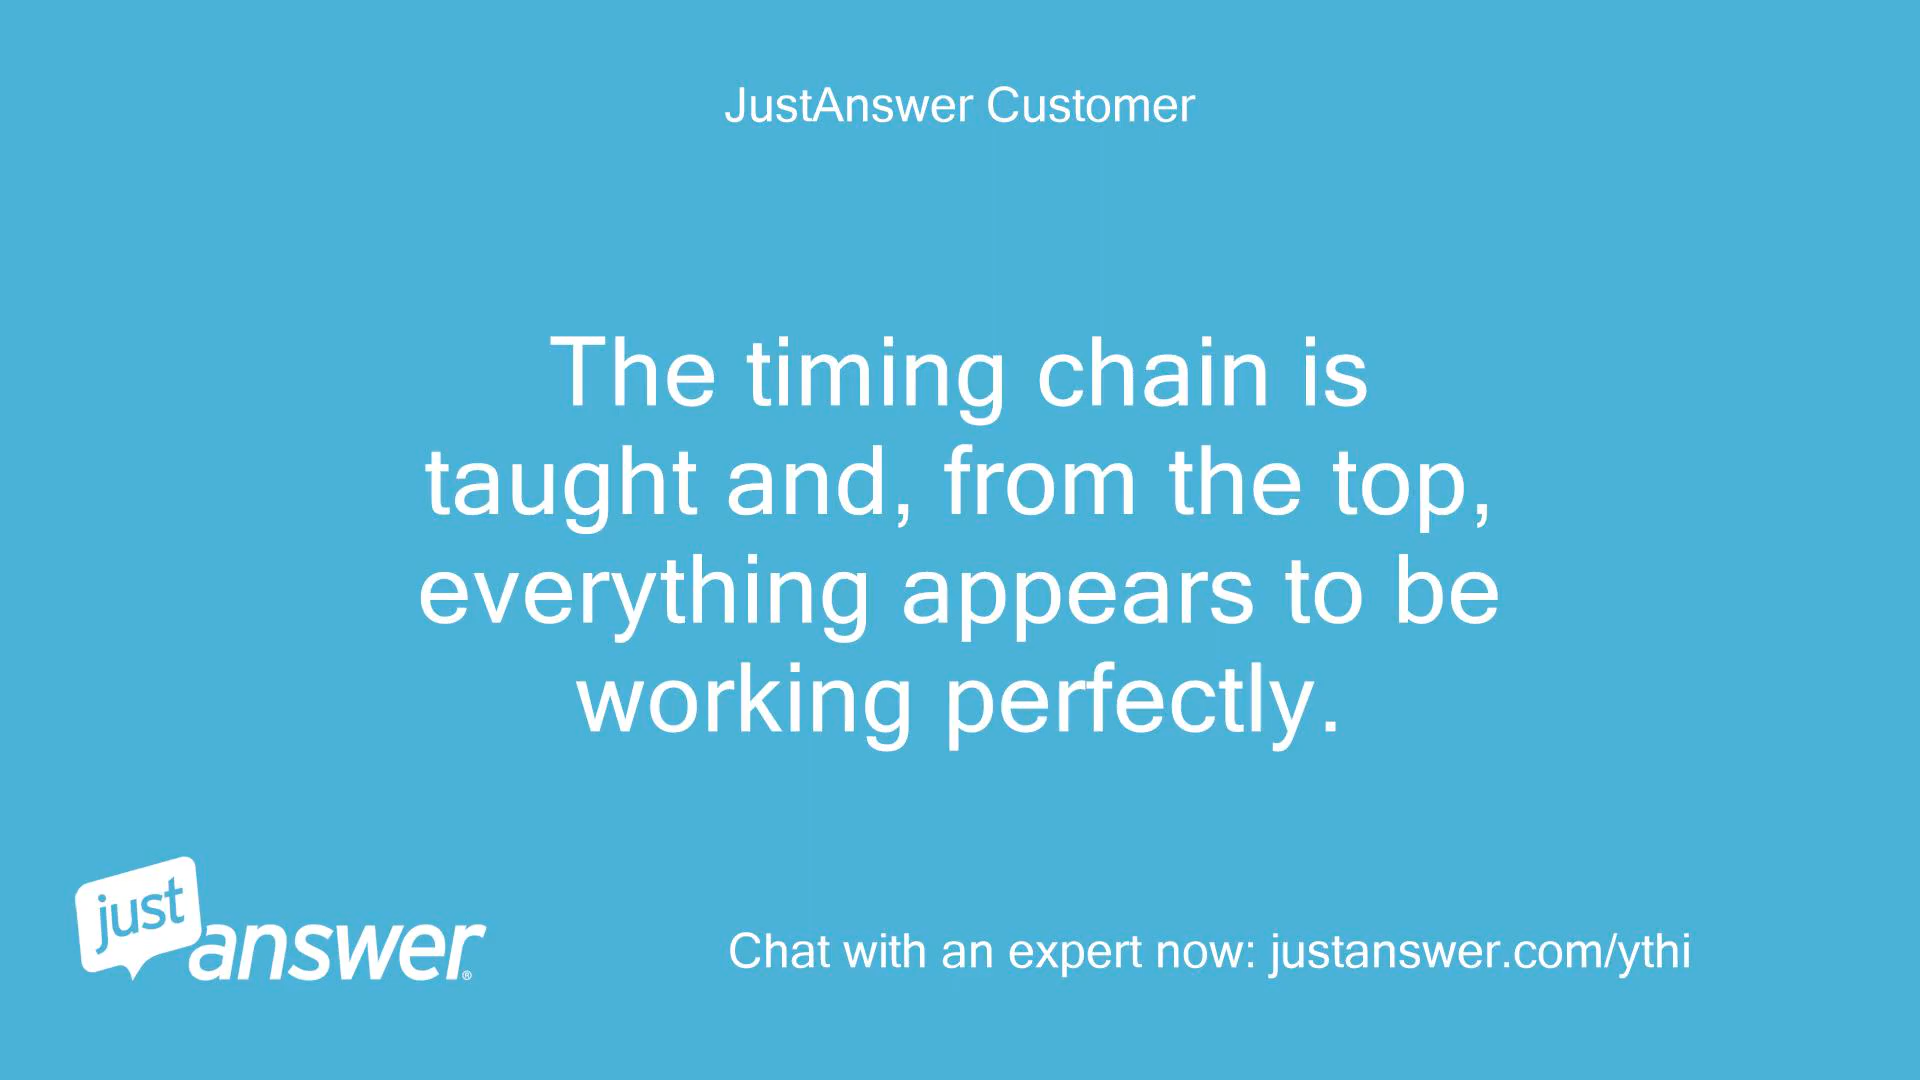 JustAnswer Customer
The timing chain is
taught and, from the top,
everything appears to be
working perfectly.
just
answer®
Chat with an expert now: justanswer.com/ythi